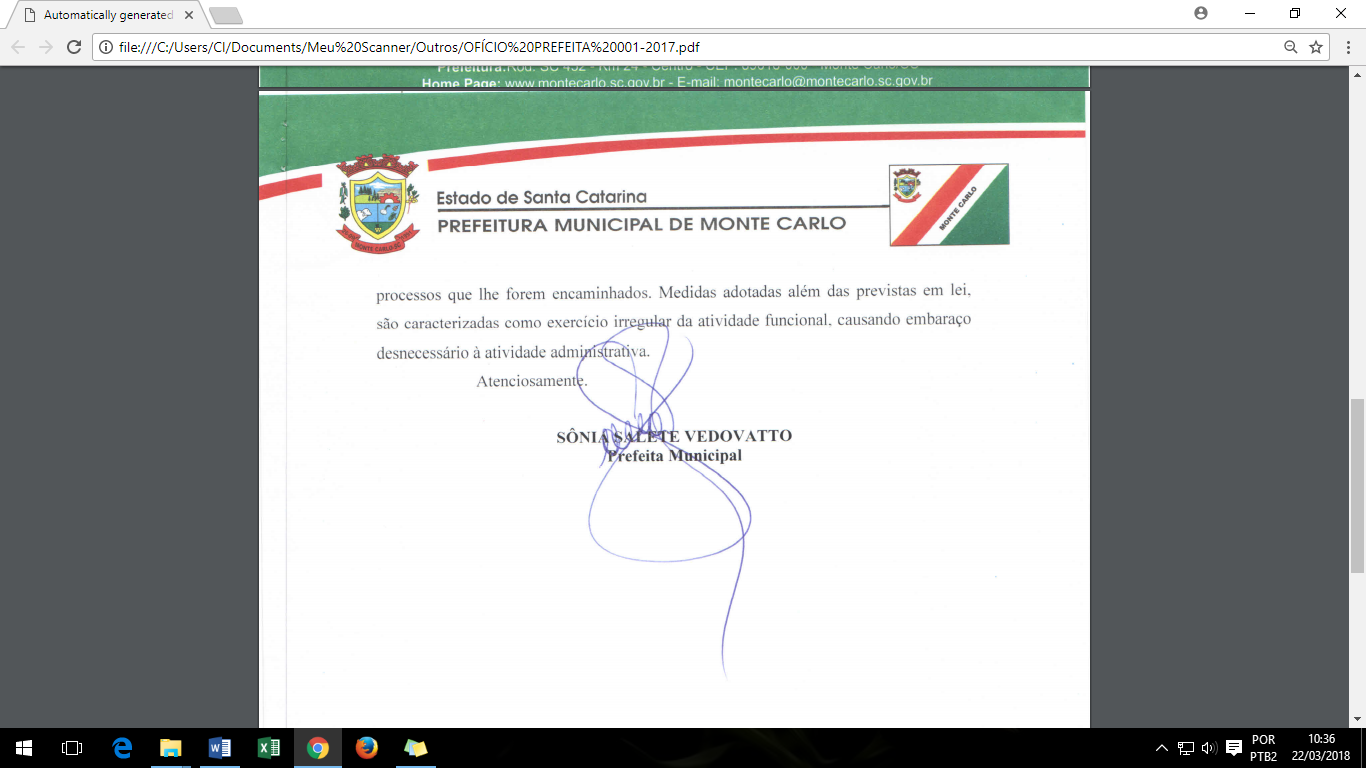 Automatically generated
file:///C:/Users/CI/Documents/Meu%20Scanner/Outros/OFÍCIO%20PREFEITA%20001-2017.pdf
Home Page: www.montecarlo.sc.gov.br - E-mail: montecarlo@montecarlo.sc.gov.br
MONTE CARLO-SC
Estado de Santa Catarina
PREFEITURA MUNICIPAL DE MONTE CARLO
MONTE CARLO
processos que lhe forem encaminhados. Medidas adotadas além das previstas em lei,
são caracterizadas como exercício irregular da atividade funcional, causando embaraço
desnecessário à atividade administrativa.
Atenciosamente.
SÔNIA SALETE VEDOVATTO
Prefeita Municipal
POR
PTB2
10:36
22/03/2018